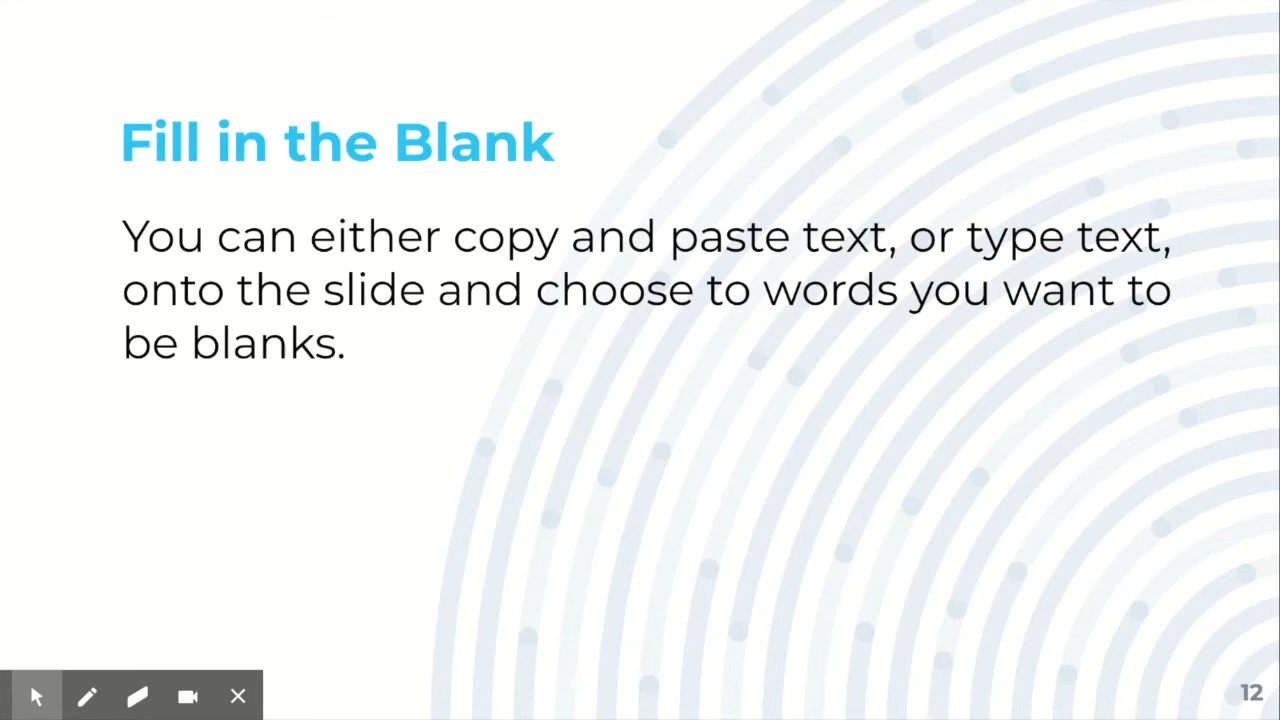 Fill in the Blank
You can either copy and paste text, or type text,
onto the slide and choose to words you want to
be blanks.
12